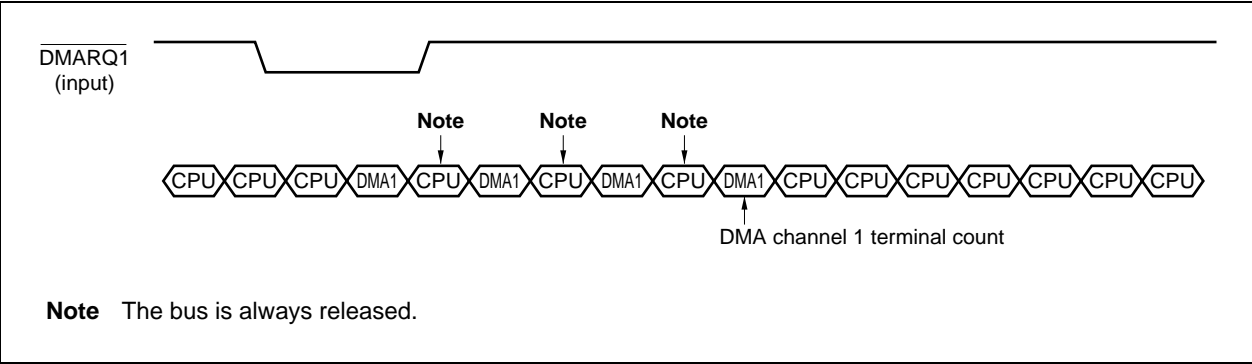 DMARQ1
(input)
Note Note Note
CPU CPU CPU DMA1 CPU DMA1 CPU DMA1 CPU DMA1 CPU CPU CPU CPU CPU CPU CPU
DMA channel 1 terminal count
Note The bus is always released.